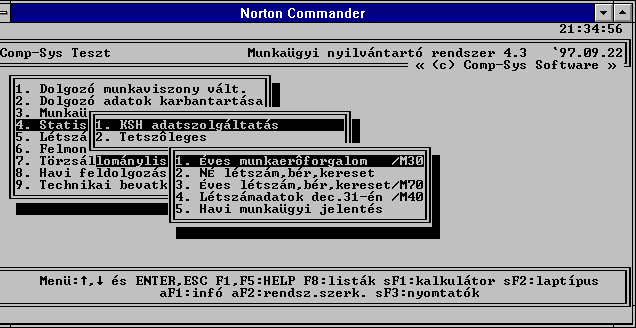 Norton Commander
21:34:56
Comp-Sys Teszt Munkaügyi nyilvántartó rendszer 4.3 '97.09.22
« (c) Comp-Sys Software »
1. Dolgozó munkaviszony vált.
2. Dolgozó adatok karbantartása
3. Munkaü
4. Statis
5. Létszá
6. Felmon
7. Törzsálománylis
8. Havi feldolgozás
9. Technikai bevatk
1. KSH adatszolgáltatás
2. Tetszôleges
1. Éves munkaerôforgalom /M30
2. NÉ létszám,bér,kereset
3. Éves létszám,bér,kereset/M70
4. Létszámadatok dec.31-én /M40
5. Havi munkaügyi jelentés
Menü:↑,↓ és ENTER,ESC F1,F5:HELP F8:listák sF1:kalkulátor sF2:laptípus
aF1:infó aF2:rendsz.szerk. sF3:nyomtatók